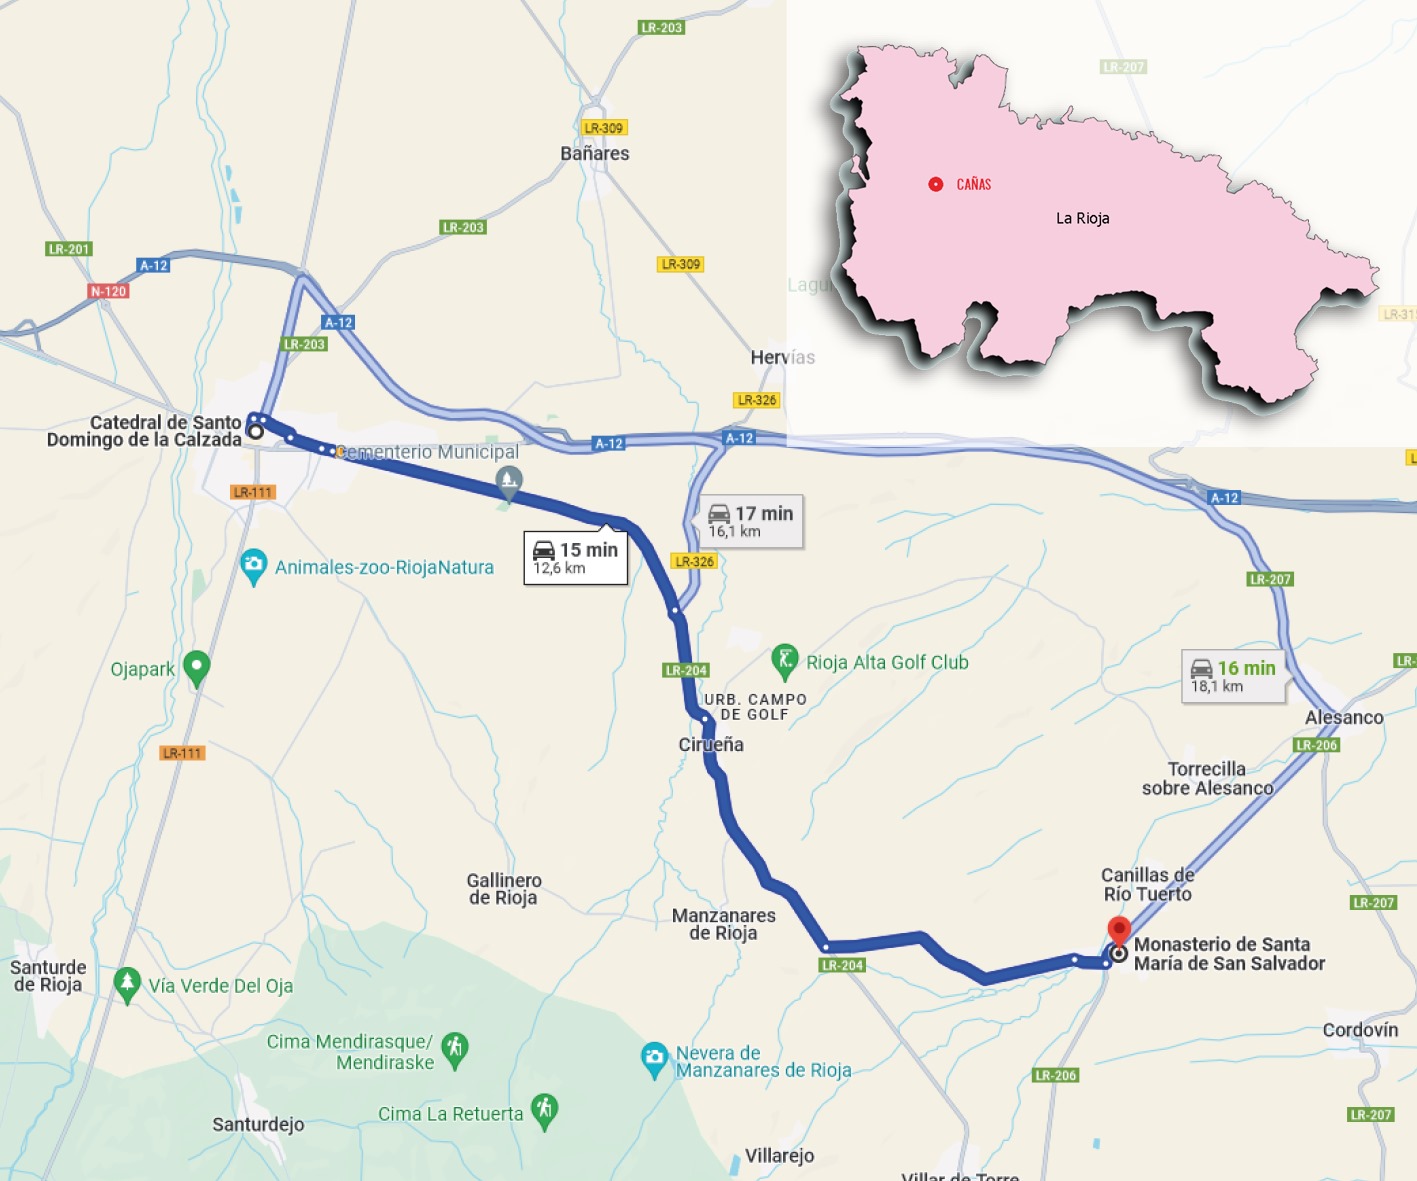 LR-203
LR-207
LR-309
Bañares
CAÑAS
La Rioja
LR-203
LR-201
A-12
LR-309
N-120
A-12
LR-203
Hervías
LR-326
Catedral de Santo
Domingo de la Calzada
A-12
A-12
Cementerio Municipal
LR-111
A-12
17 min
16,1 km
15 min
12,6 km
LR-326
Animales-zoo-RiojaNatura
LR-207
Ojapark
LR-204
Rioja Alta Golf Club
16 min
18,1 km
URB. CAMPO
DE GOLF
Cirueña
Alesanco
LR-206
LR-111
Torrecilla
sobre Alesanco
Gallinero
de Rioja
Canillas de
Río Tuerto
LR-207
Manzanares
de Rioja
Monasterio de Santa
María de San Salvador
LR-204
Santurde
de Rioja
Vía Verde Del Oja
Cordovín
Cima Mendirasque/
Mendiraske
Nevera de
Manzanares de Rioja
LR-206
Cima La Retuerta
LR-207
Santurdejo
Villarejo
Villar de Torre